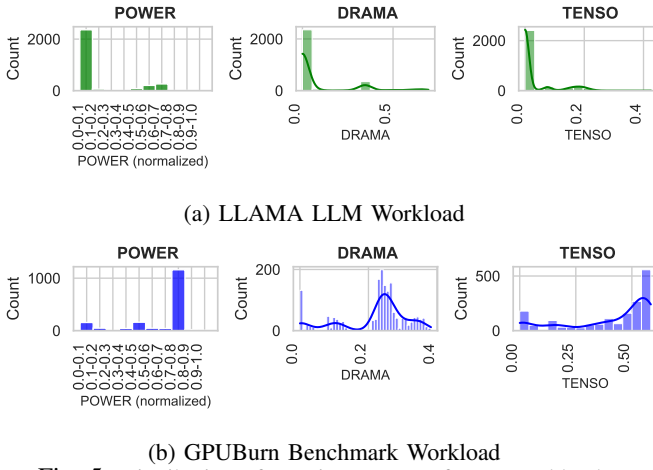 POWER
DRAMA
TENSO
Count
2000
0
0.0-0.1
0.1-0.2
0.2-0.3
0.3-0.4
0.4-0.5
0.5-0.6
0.6-0.7
0.7-0.8
0.8-0.9
0.9-1.0
POWER (normalized)
Count
2000
0
0.0
0.5
DRAMA
Count
2000
0
0.0
0.2
0.4
TENSO
(a) LLAMA LLM Workload
POWER
DRAMA
TENSO
Count
1000
0
0.0-0.1
0.1-0.2
0.2-0.3
0.3-0.4
0.4-0.5
0.5-0.6
0.6-0.7
0.7-0.8
0.8-0.9
0.9-1.0
POWER (normalized)
Count
200
0
0.0
0.2
0.4
DRAMA
Count
500
0
0.00
0.25
0.50
TENSO
(b) GPUBurn Benchmark Workload